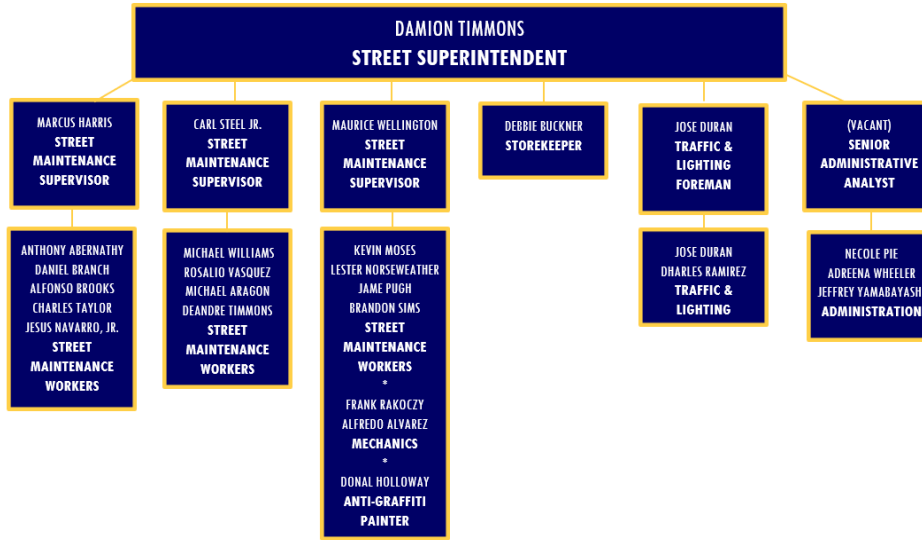 DAMION TIMMONS
STREET SUPERINTENDENT
MARCUS HARRIS
STREET
MAINTENANCE
SUPERVISOR
CARL STEEL JR.
STREET
MAINTENANCE
SUPERVISOR
MAURICE WELLINGTON
STREET
MAINTENANCE
SUPERVISOR
DEBBIE BUCKNER
STOREKEEPER
JOSE DURAN
TRAFFIC &
LIGHTING
FOREMAN
(VACANT)
SENIOR
ADMINISTRATIVE
ANALYST
ANTHONY ABERNATHY
DANIEL BRANCH
ALFONSO BROOKS
CHARLES TAYLOR
JESUS NAVARRO, JR.
STREET
MAINTENANCE
WORKERS
MICHAEL WILLIAMS
ROSALIO VASQUEZ
MICHAEL ARAGON
DEANDRE TIMMONS
STREET
MAINTENANCE
WORKERS
KEVIN MOSES
LESTER NORSEWEATHER
JAME PUGH
BRANDON SIMS
STREET
MAINTENANCE
WORKERS
*
FRANK RAKOCZY
ALFREDO ALVAREZ
MECHANICS
*
DONAL HOLLOWAY
ANTI-GRAFFITI
PAINTER
JOSE DURAN
DHARLES RAMIREZ
TRAFFIC &
LIGHTING
NECOLE PIE
ADREENA WHEELER
JEFFREY YAMABAYASH
ADMINISTRATION